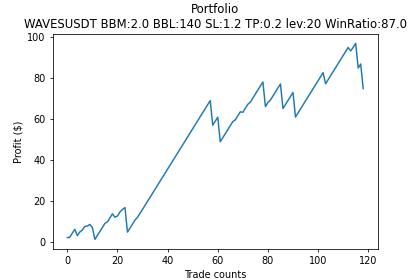 Portfolio
WAVESUSDT BBM:2.0 BBL:140 SL:1.2 TP:0.2 lev:20 WinRatio:87.0
100
80
60
40
20
0
Profit ($)
0 20 40 60 80 100 120
Trade counts